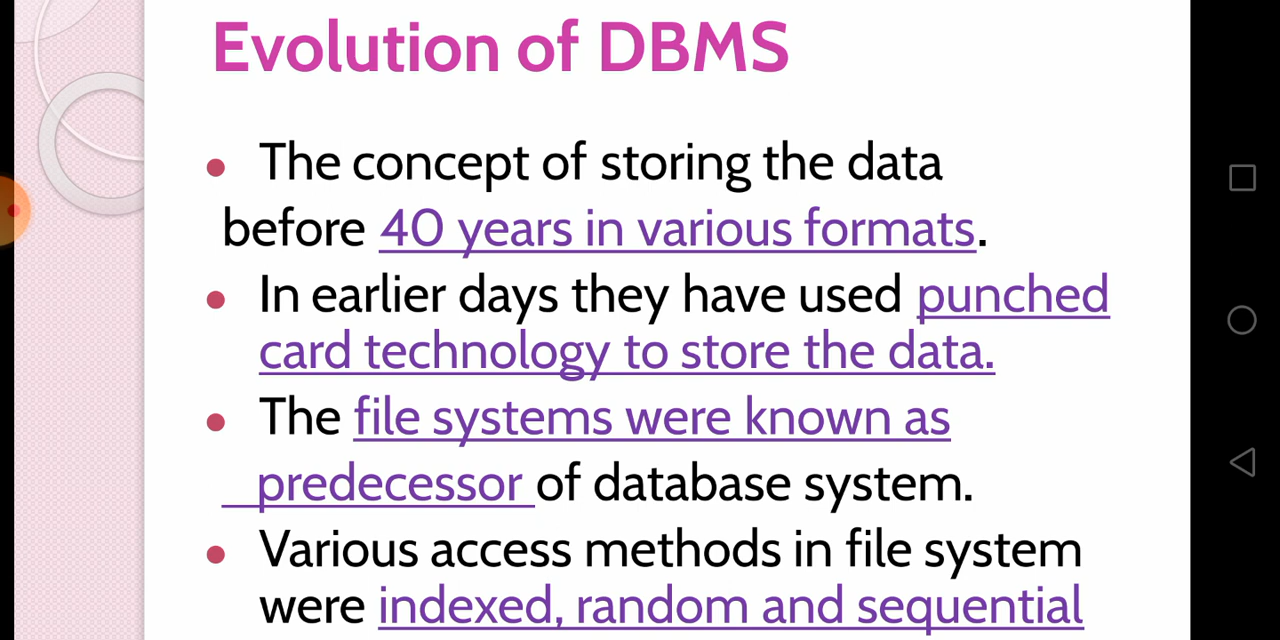 Evolution of DBMS
• The concept of storing the data
before 40 years in various formats.
• In earlier days they have used punched
card technology to store the data.
• The file systems were known as
predecessor of database system.
• Various access methods in file system
were indexed, random and sequential